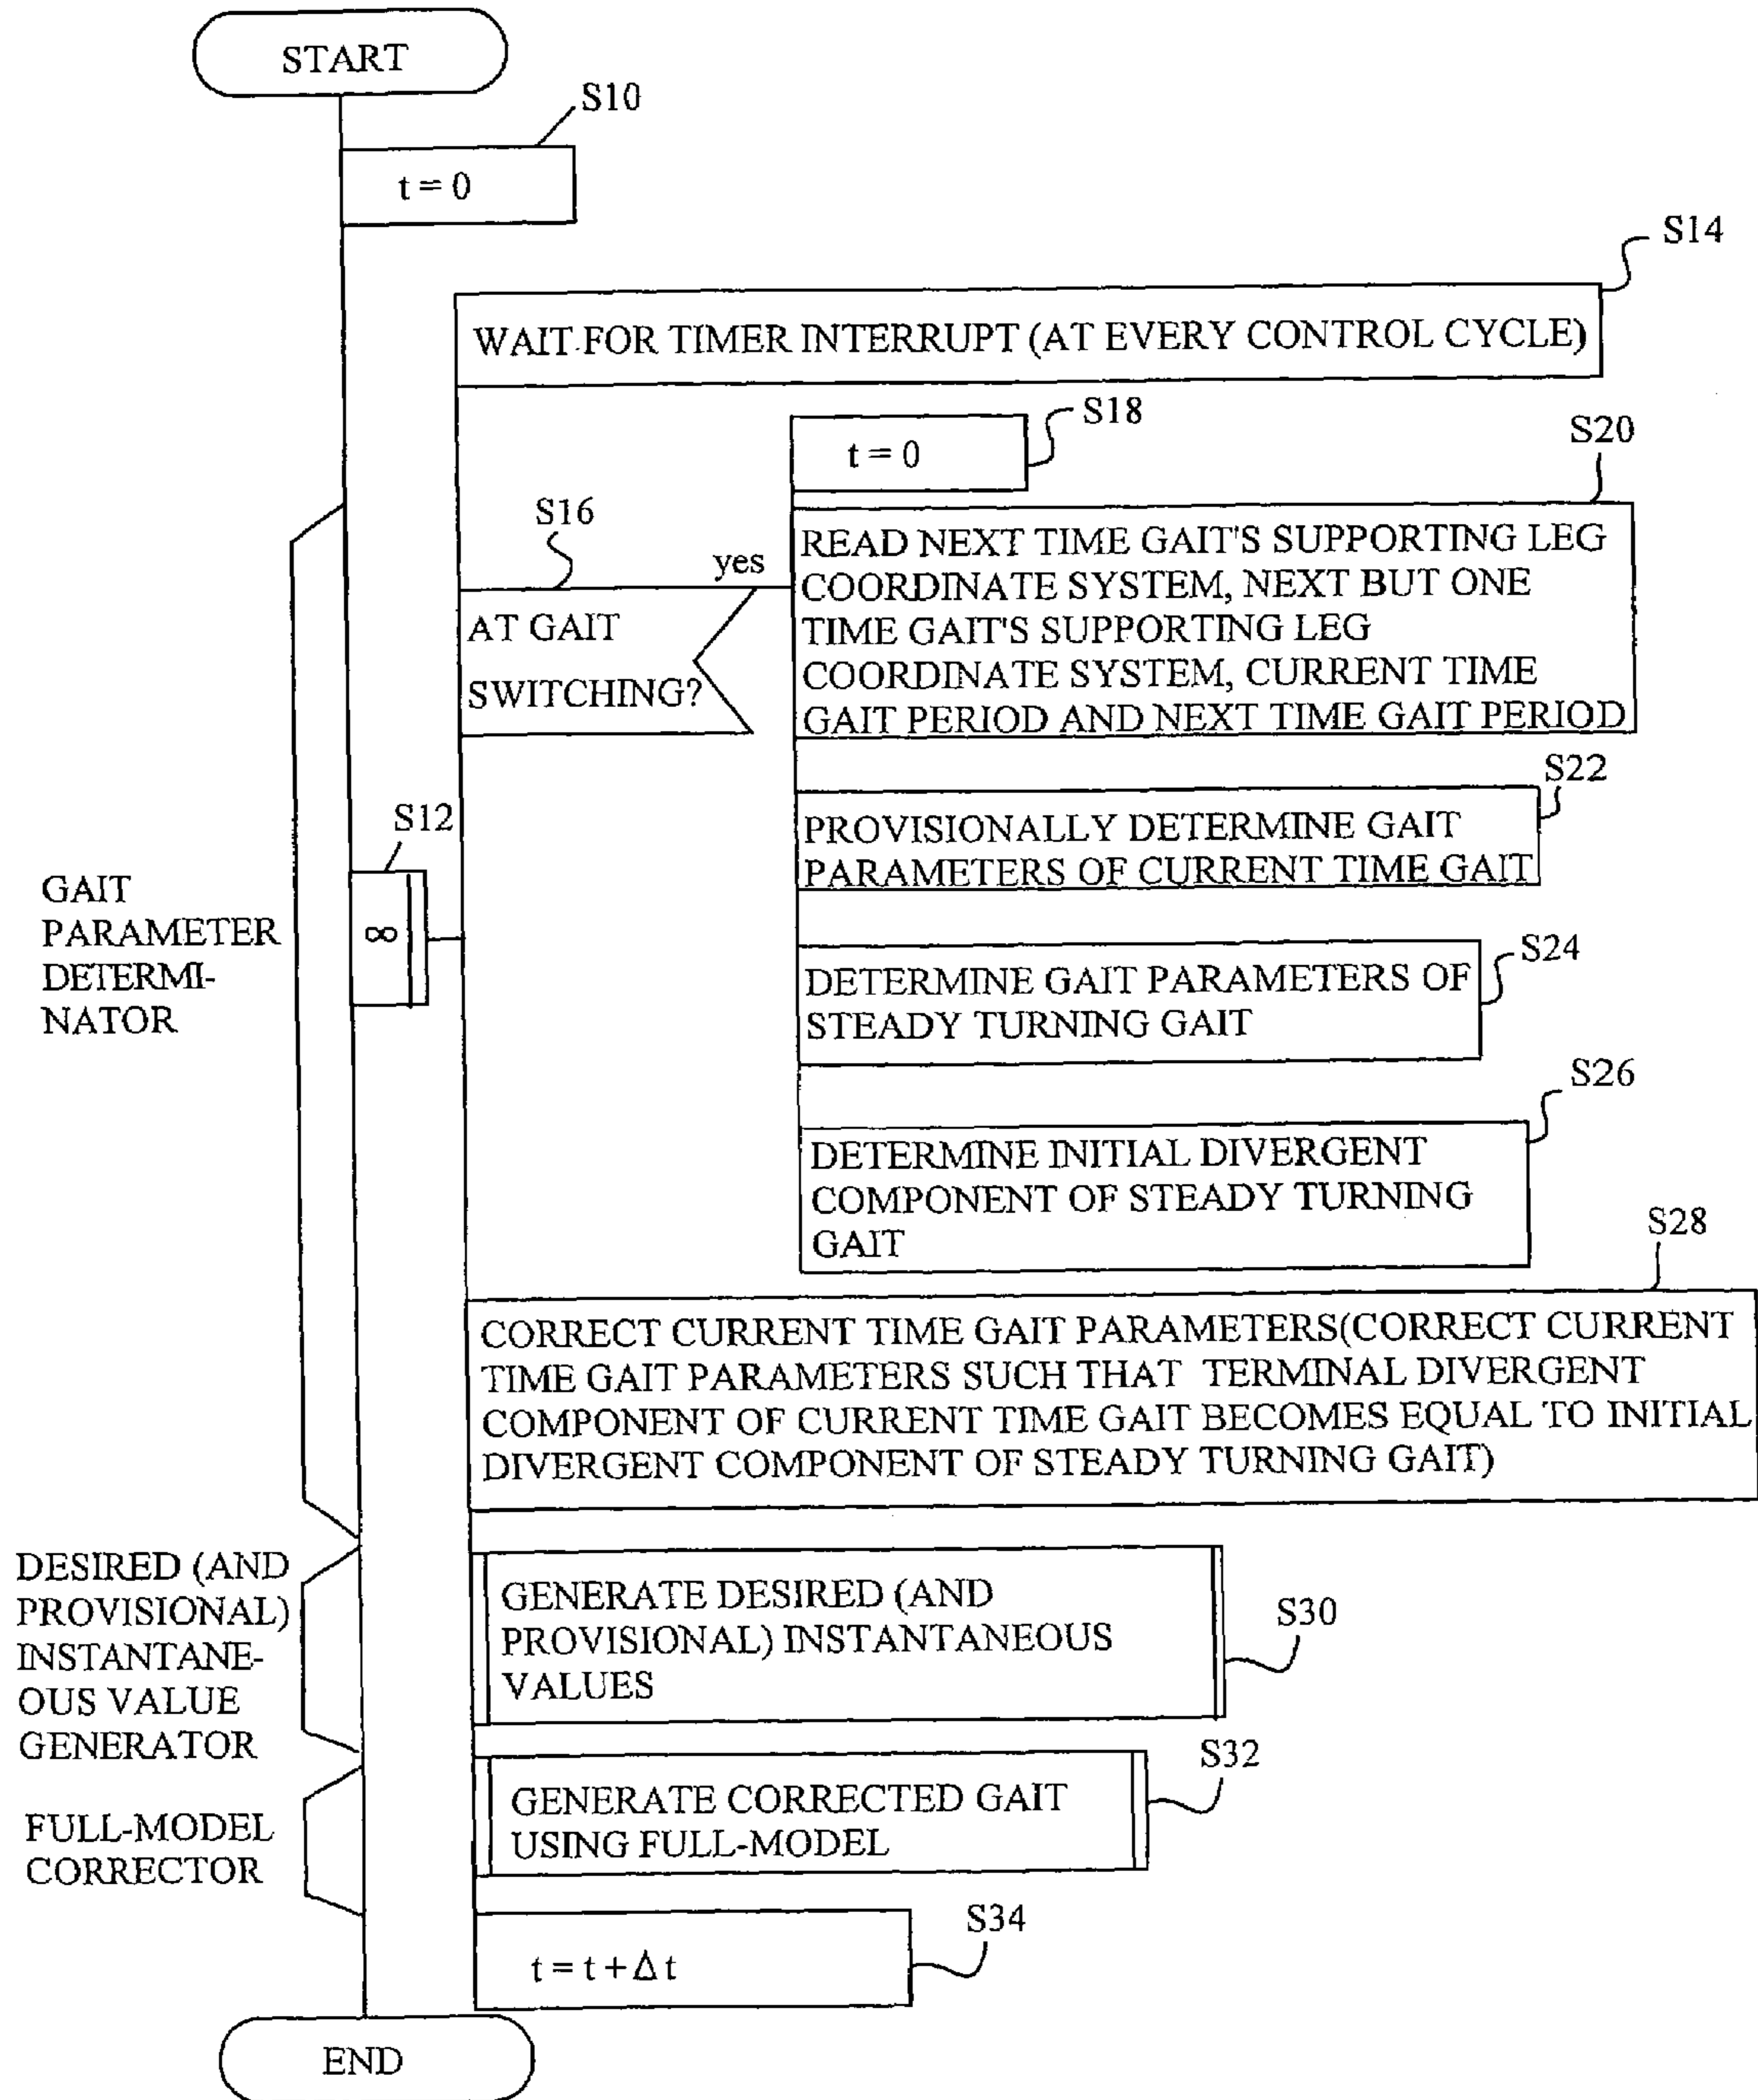 START
S10
t = 0
S14
WAIT FOR TIMER INTERRUPT (AT EVERY CONTROL CYCLE)
S18
t = 0
S20
READ NEXT TIME GAIT'S SUPPORTING LEG
COORDINATE SYSTEM, NEXT BUT ONE
TIME GAIT'S SUPPORTING LEG
COORDINATE SYSTEM, CURRENT TIME
GAIT PERIOD AND NEXT TIME GAIT PERIOD
S16
yes
AT GAIT
SWITCHING?
S22
PROVISIONALLY DETERMINE GAIT
PARAMETERS OF CURRENT TIME GAIT
S12
∞
GAIT
PARAMETER
DETERMI-
NATOR
S24
DETERMINE GAIT PARAMETERS OF
STEADY TURNING GAIT
S26
DETERMINE INITIAL DIVERGENT
COMPONENT OF STEADY TURNING
GAIT
S28
CORRECT CURRENT TIME GAIT PARAMETERS(CORRECT CURRENT
TIME GAIT PARAMETERS SUCH THAT TERMINAL DIVERGENT
COMPONENT OF CURRENT TIME GAIT BECOMES EQUAL TO INITIAL
DIVERGENT COMPONENT OF STEADY TURNING GAIT)
DESIRED (AND
PROVISIONAL)
INSTANTANE-
OUS VALUE
GENERATOR
GENERATE DESIRED (AND
PROVISIONAL) INSTANTANEOUS
VALUES
S30
FULL-MODEL
CORRECTOR
GENERATE CORRECTED GAIT
USING FULL-MODEL
S32
t = t + Δ t
S34
END